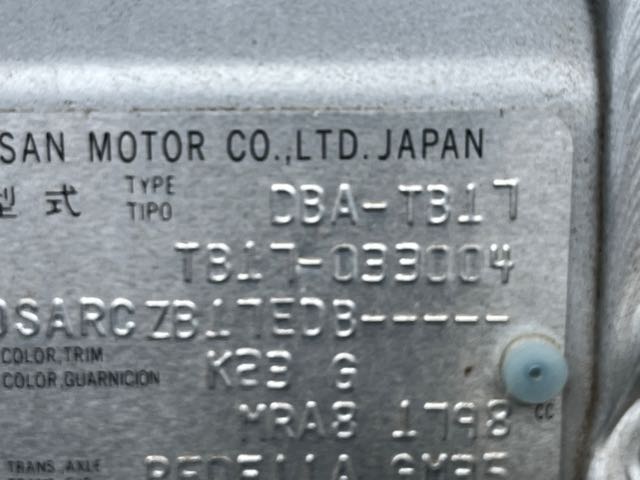 SAN MOTOR CO.,LTD. JAPAN
型式 TYPE TIPO DBA-TB17
TB17-033004
SARCZB17EDB-----
COLOR,TRIM
COLOR,GUARNICION K23 G
MRA8 1798 CC
TRANS,AXLE